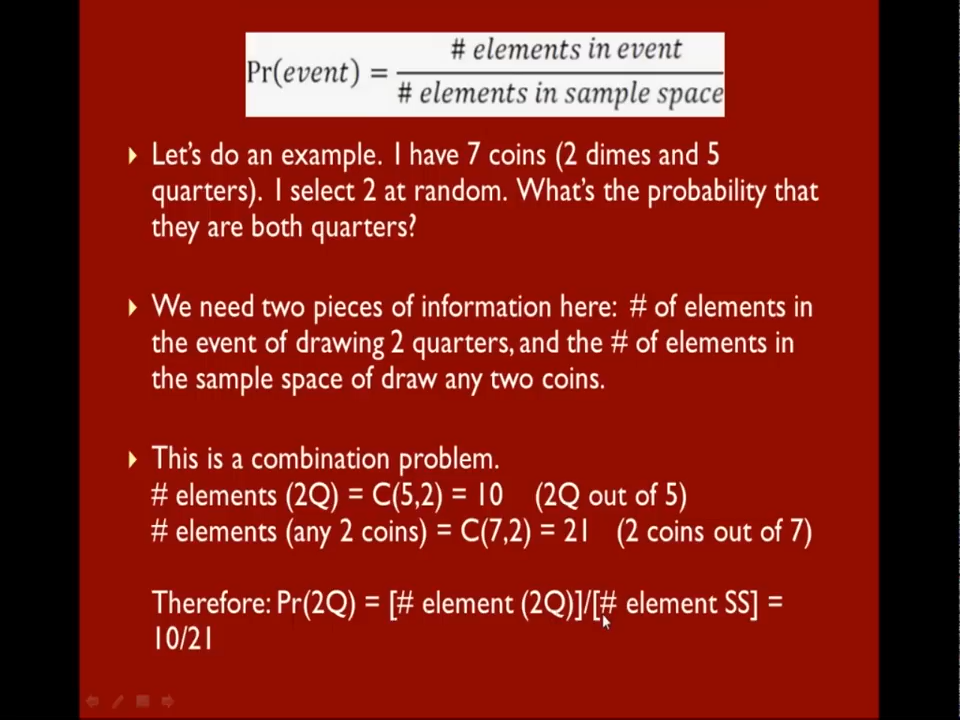 Pr(event) = # elements in event / # elements in sample space
Let's do an example. I have 7 coins (2 dimes and 5
quarters). I select 2 at random. What's the probability that
they are both quarters?
We need two pieces of information here: # of elements in
the event of drawing 2 quarters, and the # of elements in
the sample space of draw any two coins.
This is a combination problem.
# elements (2Q) = C(5,2) = 10 (2Q out of 5)
# elements (any 2 coins) = C(7,2) = 21 (2 coins out of 7)
Therefore: Pr(2Q) = [# element (2Q)]/[# element SS] =
10/21